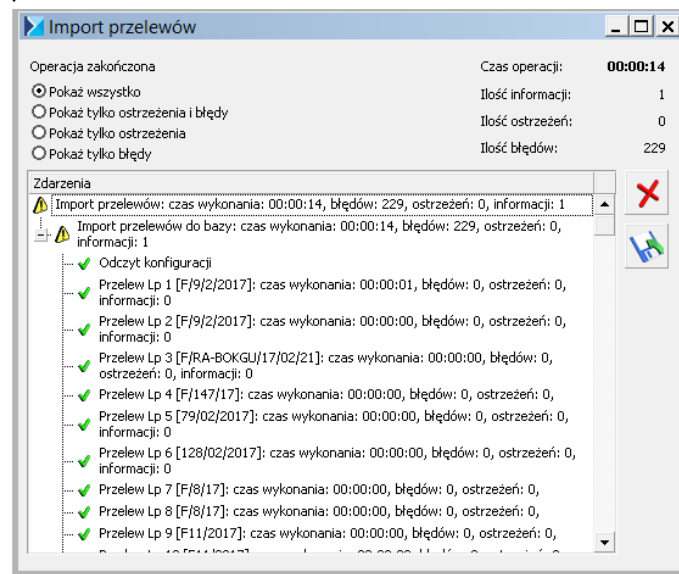 Import przelewów
Operacja zakończona
Czas operacji: 00:00:14
Pokaż wszystko
Ilość informacji: 1
Pokaż tylko ostrzeżenia i błędy
Ilość ostrzeżeń: 0
Pokaż tylko ostrzeżenia
Pokaż tylko błędy
Ilość błędów: 229
Zdarzenia
Import przelewów: czas wykonania: 00:00:14, błędów: 229, ostrzeżeń: 0, informacji: 1
Import przelewów do bazy: czas wykonania: 00:00:14, błędów: 229, ostrzeżeń: 0,
informacji: 1
Odczyt konfiguracji
Przelew Lp 1 [F/9/2/2017]: czas wykonania: 00:00:01, błędów: 0, ostrzeżeń: 0,
informacji: 0
Przelew Lp 2 [F/9/2/2017]: czas wykonania: 00:00:00, błędów: 0, ostrzeżeń: 0,
informacji: 0
Przelew Lp 3 [F/RA-BOKGU/17/02/21]: czas wykonania: 00:00:00, błędów: 0,
ostrzeżeń: 0, informacji: 0
Przelew Lp 4 [F/147/17]: czas wykonania: 00:00:00, błędów: 0, ostrzeżeń: 0,
Przelew Lp 5 [79/02/2017]: czas wykonania: 00:00:00, błędów: 0, ostrzeżeń: 0,
informacji: 0
Przelew Lp 6 [128/02/2017]: czas wykonania: 00:00:00, błędów: 0, ostrzeżeń: 0,
informacji: 0
Przelew Lp 7 [F/8/17]: czas wykonania: 00:00:00, błędów: 0, ostrzeżeń: 0,
Przelew Lp 8 [F/8/17]: czas wykonania: 00:00:00, błędów: 0, ostrzeżeń: 0,
Przelew Lp 9 [F11/2017]: czas wykonania: 00:00:00, błędów: 0, ostrzeżeń: 0,